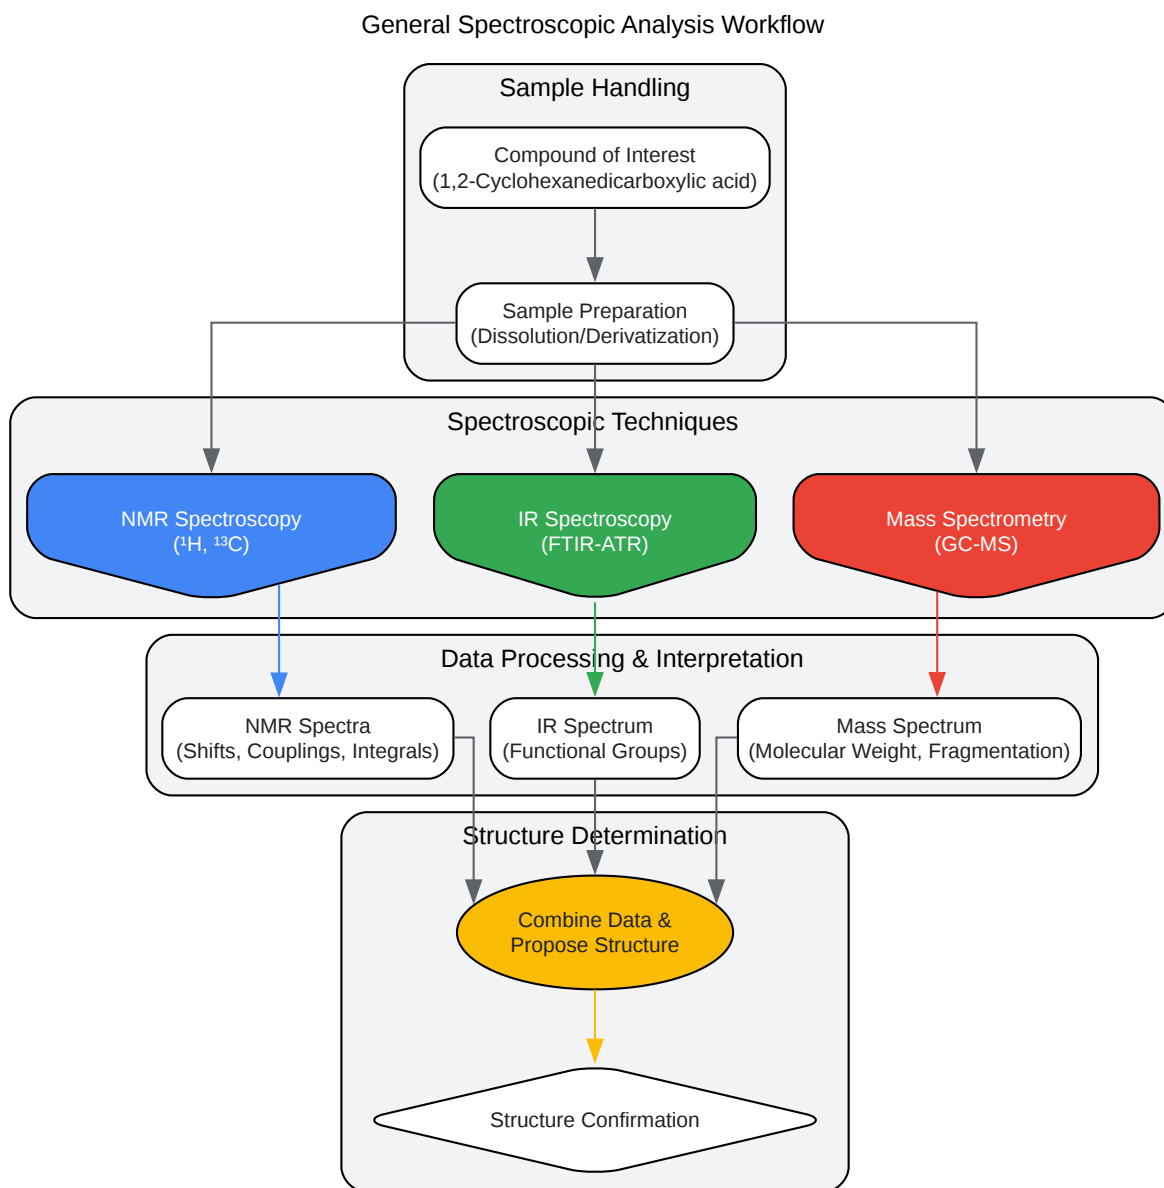 General Spectroscopic Analysis Workflow
Sample Handling
Compound of Interest
(1,2-Cyclohexanedicarboxylic acid)
Sample Preparation
(Dissolution/Derivatization)
Spectroscopic Techniques
NMR Spectroscopy
(¹H, ¹³C)
IR Spectroscopy
(FTIR-ATR)
Mass Spectrometry
(GC-MS)
Data Processing & Interpretation
NMR Spectra
(Shifts, Couplings, Integrals)
IR Spectrum
(Functional Groups)
Mass Spectrum
(Molecular Weight, Fragmentation)
Structure Determination
Combine Data &
Propose Structure
Structure Confirmation